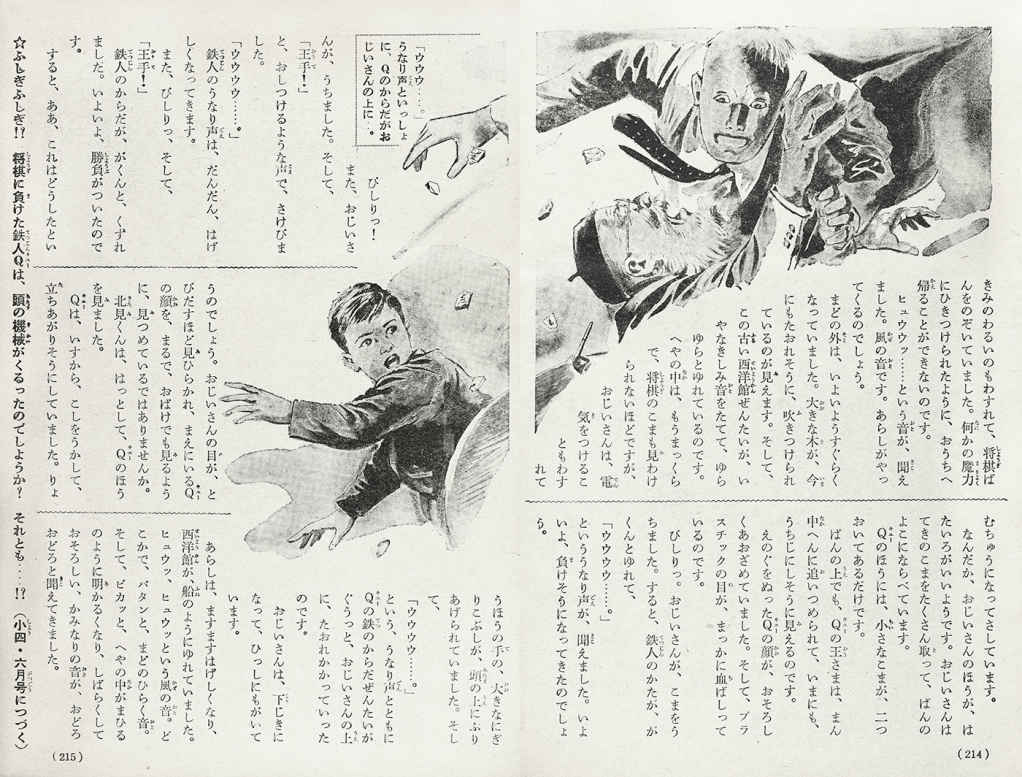 きみのわるいのもわすれて、将棋ば
んをのぞいていました。何かの魔力
にひきつけられたように、おうちへ
帰ることができないのです。
ヒュウウッ……という音が、聞え
ました。風の音です。あらしがやっ
てくるのでしょう。
まどの外は、いよいようすぐらく
なっていました。大きな木が、今
にもたおれそうに、吹きつけられ
ているのが見えます。そして、
この古い西洋館ぜんたいが、い
やなきしみ音をたてて、ゆら
ゆらとゆれているのです。
へやの中は、もうまっくら
で、将棋のこまも見わけ
られないほどですが、
おじいさんは、電
気をつけるこ
ともわす
れて
むちゅうになってさしています。
なんだか、おじいさんのほうが、は
たいろがいいようです。おじいさんは
てきのこまをたくさん取って、ばんの
よこにならべています。
Qのほうには、小さなこまが、二つ
おいてあるだけです。
ばんの上でも、Qの王さまは、まん
中へんに追いつめられて、いまにも、
うちじにしそうに見えるのです。
えのぐをぬったQの顔が、おそろし
くあおざめていました。そして、プラ
スチックの目が、まっかに血ばしって
いるのです。
ぴしりっ。おじいさんが、こまをう
ちました。すると、鉄人のかたが、が
くんとゆれて、
「ウウウウ……。」
といううなり声が、聞えました。いよ
いよ、負けそうになってきたのでしょ
う。
(214)
「ウウウウ……。」
うなり声といっしょ
に、Qのからだがお
じいさんの上に…。
ぴしりっ！
また、おじいさ
んが、うちました。そして、
「王手！」
と、おしつけるような声で、さけびま
した。
「ウウウウ……。」
鉄人のうなり声は、だんだん、はげ
しくなってきます。
また、ぴしりっ、そして、
「王手！」
鉄人のからだが、がくんと、くずれ
ました。いよいよ、勝負がついたので
す。
すると、ああ、これはどうしたとい
うのでしょう。おじいさんの目が、と
びだすほど見ひらかれ、まえにいるQ
の顔を、まるで、おばけでも見るよう
に、見つめているではありませんか。
北見くんは、はっとして、Qのほう
を見ました。
Qは、いすから、こしをうかして、
立ちあがりそうにしていました。りょ
うほうの手の、大きなにぎ
りこぶしが、頭の上にふり
あげられていました。そし
て、
「ウウウウ……。」
という、うなり声とともに
Qの鉄のからだぜんたいが
ぐうっと、おじいさんの上
に、たおれかかっていった
のです。
おじいさんは、下じきに
なって、ひっしにもがいて
います。
あらしは、ますますはげしくなり、
西洋館が、船のようにゆれていました。
ヒュウッ、ヒュウッという風の音。ど
こかで、バタンと、まどのひらく音。
そして、ピカッと、へやの中がまひる
のように明かるくなり、しばらくして
おそろしい、かみなりの音が、おどろ
おどろと聞えてきました。
☆ふしぎふしぎ!?　将棋に負けた鉄人Qは、頭の機械がくるったのでしょうか？　それとも…!?　（小四・六月号につづく）
(215)